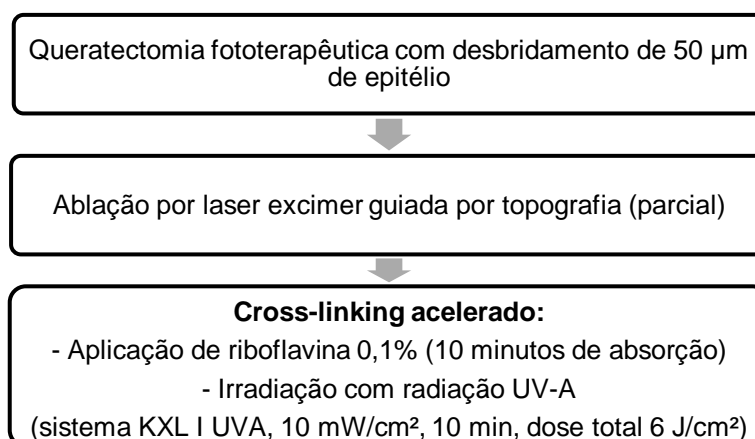 Queratectomia fototerapêutica com desbridamento de 50 µm
de epitélio
Ablação por laser excimer guiada por topografia (parcial)
Cross-linking acelerado:
- Aplicação de riboflavina 0,1% (10 minutos de absorção)
- Irradiação com radiação UV-A
(sistema KXL I UVA, 10 mW/cm², 10 min, dose total 6 J/cm²)